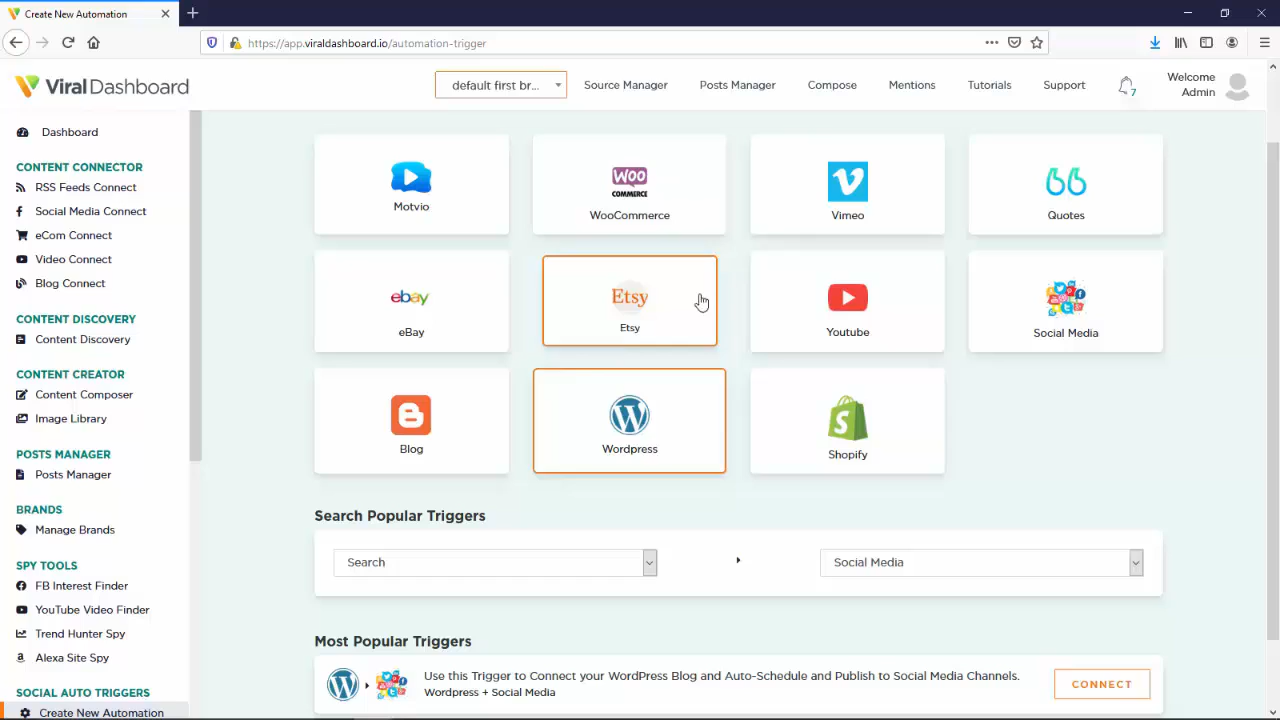 Create New Automation
https://app.viraldashboard.io/automation-trigger
Viral Dashboard
default first br...
Source Manager
Posts Manager
Compose
Mentions
Tutorials
Support
7
Welcome
Admin
Dashboard
CONTENT CONNECTOR
RSS Feeds Connect
Social Media Connect
eCom Connect
Video Connect
Blog Connect
CONTENT DISCOVERY
Content Discovery
CONTENT CREATOR
Content Composer
Image Library
POSTS MANAGER
Posts Manager
BRANDS
Manage Brands
SPY TOOLS
FB Interest Finder
YouTube Video Finder
Trend Hunter Spy
Alexa Site Spy
SOCIAL AUTO TRIGGERS
Create New Automation
Motvio
WOO
COMMERCE
WooCommerce
Vimeo
Quotes
ebay
eBay
Etsy
Etsy
Youtube
Social Media
Blog
Wordpress
Shopify
Search Popular Triggers
Search
Social Media
Most Popular Triggers
Use this Trigger to Connect your WordPress Blog and Auto-Schedule and Publish to Social Media Channels.
Wordpress + Social Media
CONNECT